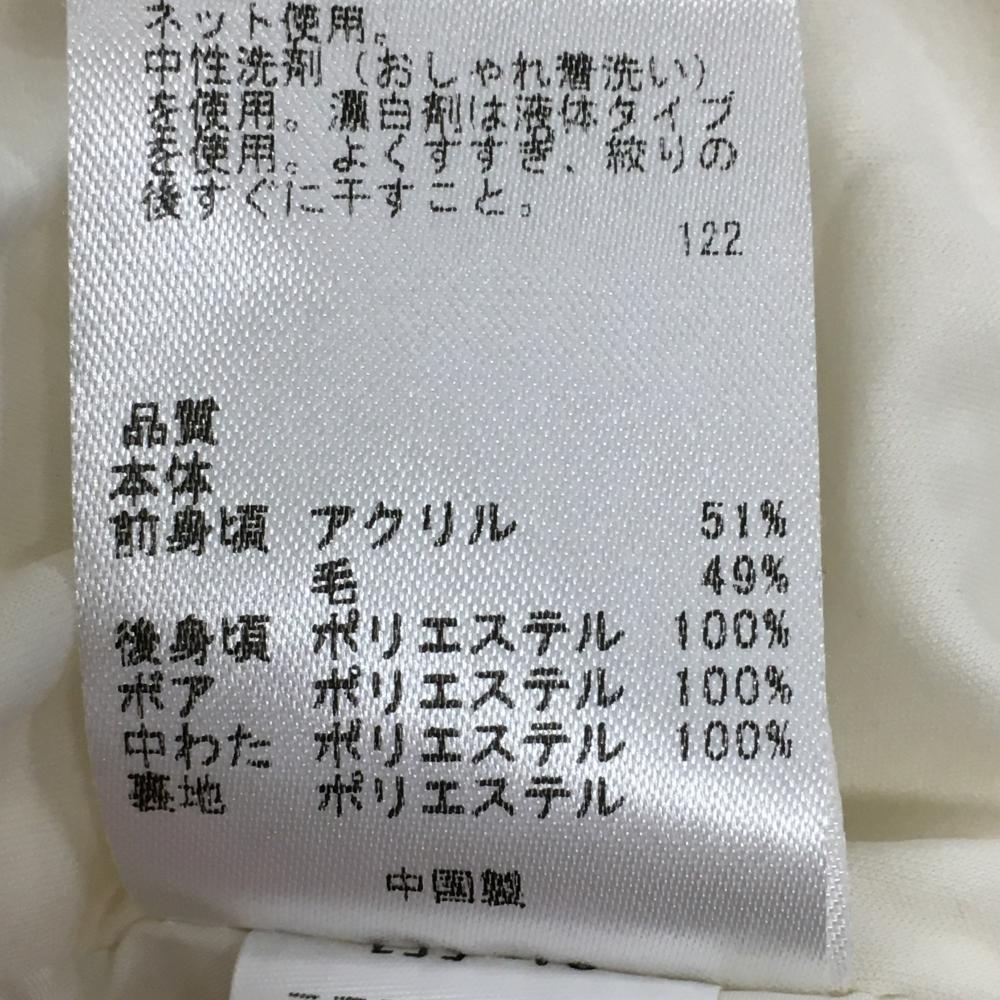 ネット使用。
中性洗剤（おしゃれ着洗い）
を使用。漂白剤は液体タイプ
を使用。よくすすぎ、絞りの
後すぐに干すこと。
122
品質
本体
前身頃 アクリル 51%
毛 49%
後身頃 ポリエステル 100%
ボア ポリエステル 100%
中わた ポリエステル 100%
裏地 ポリエステル
中国製